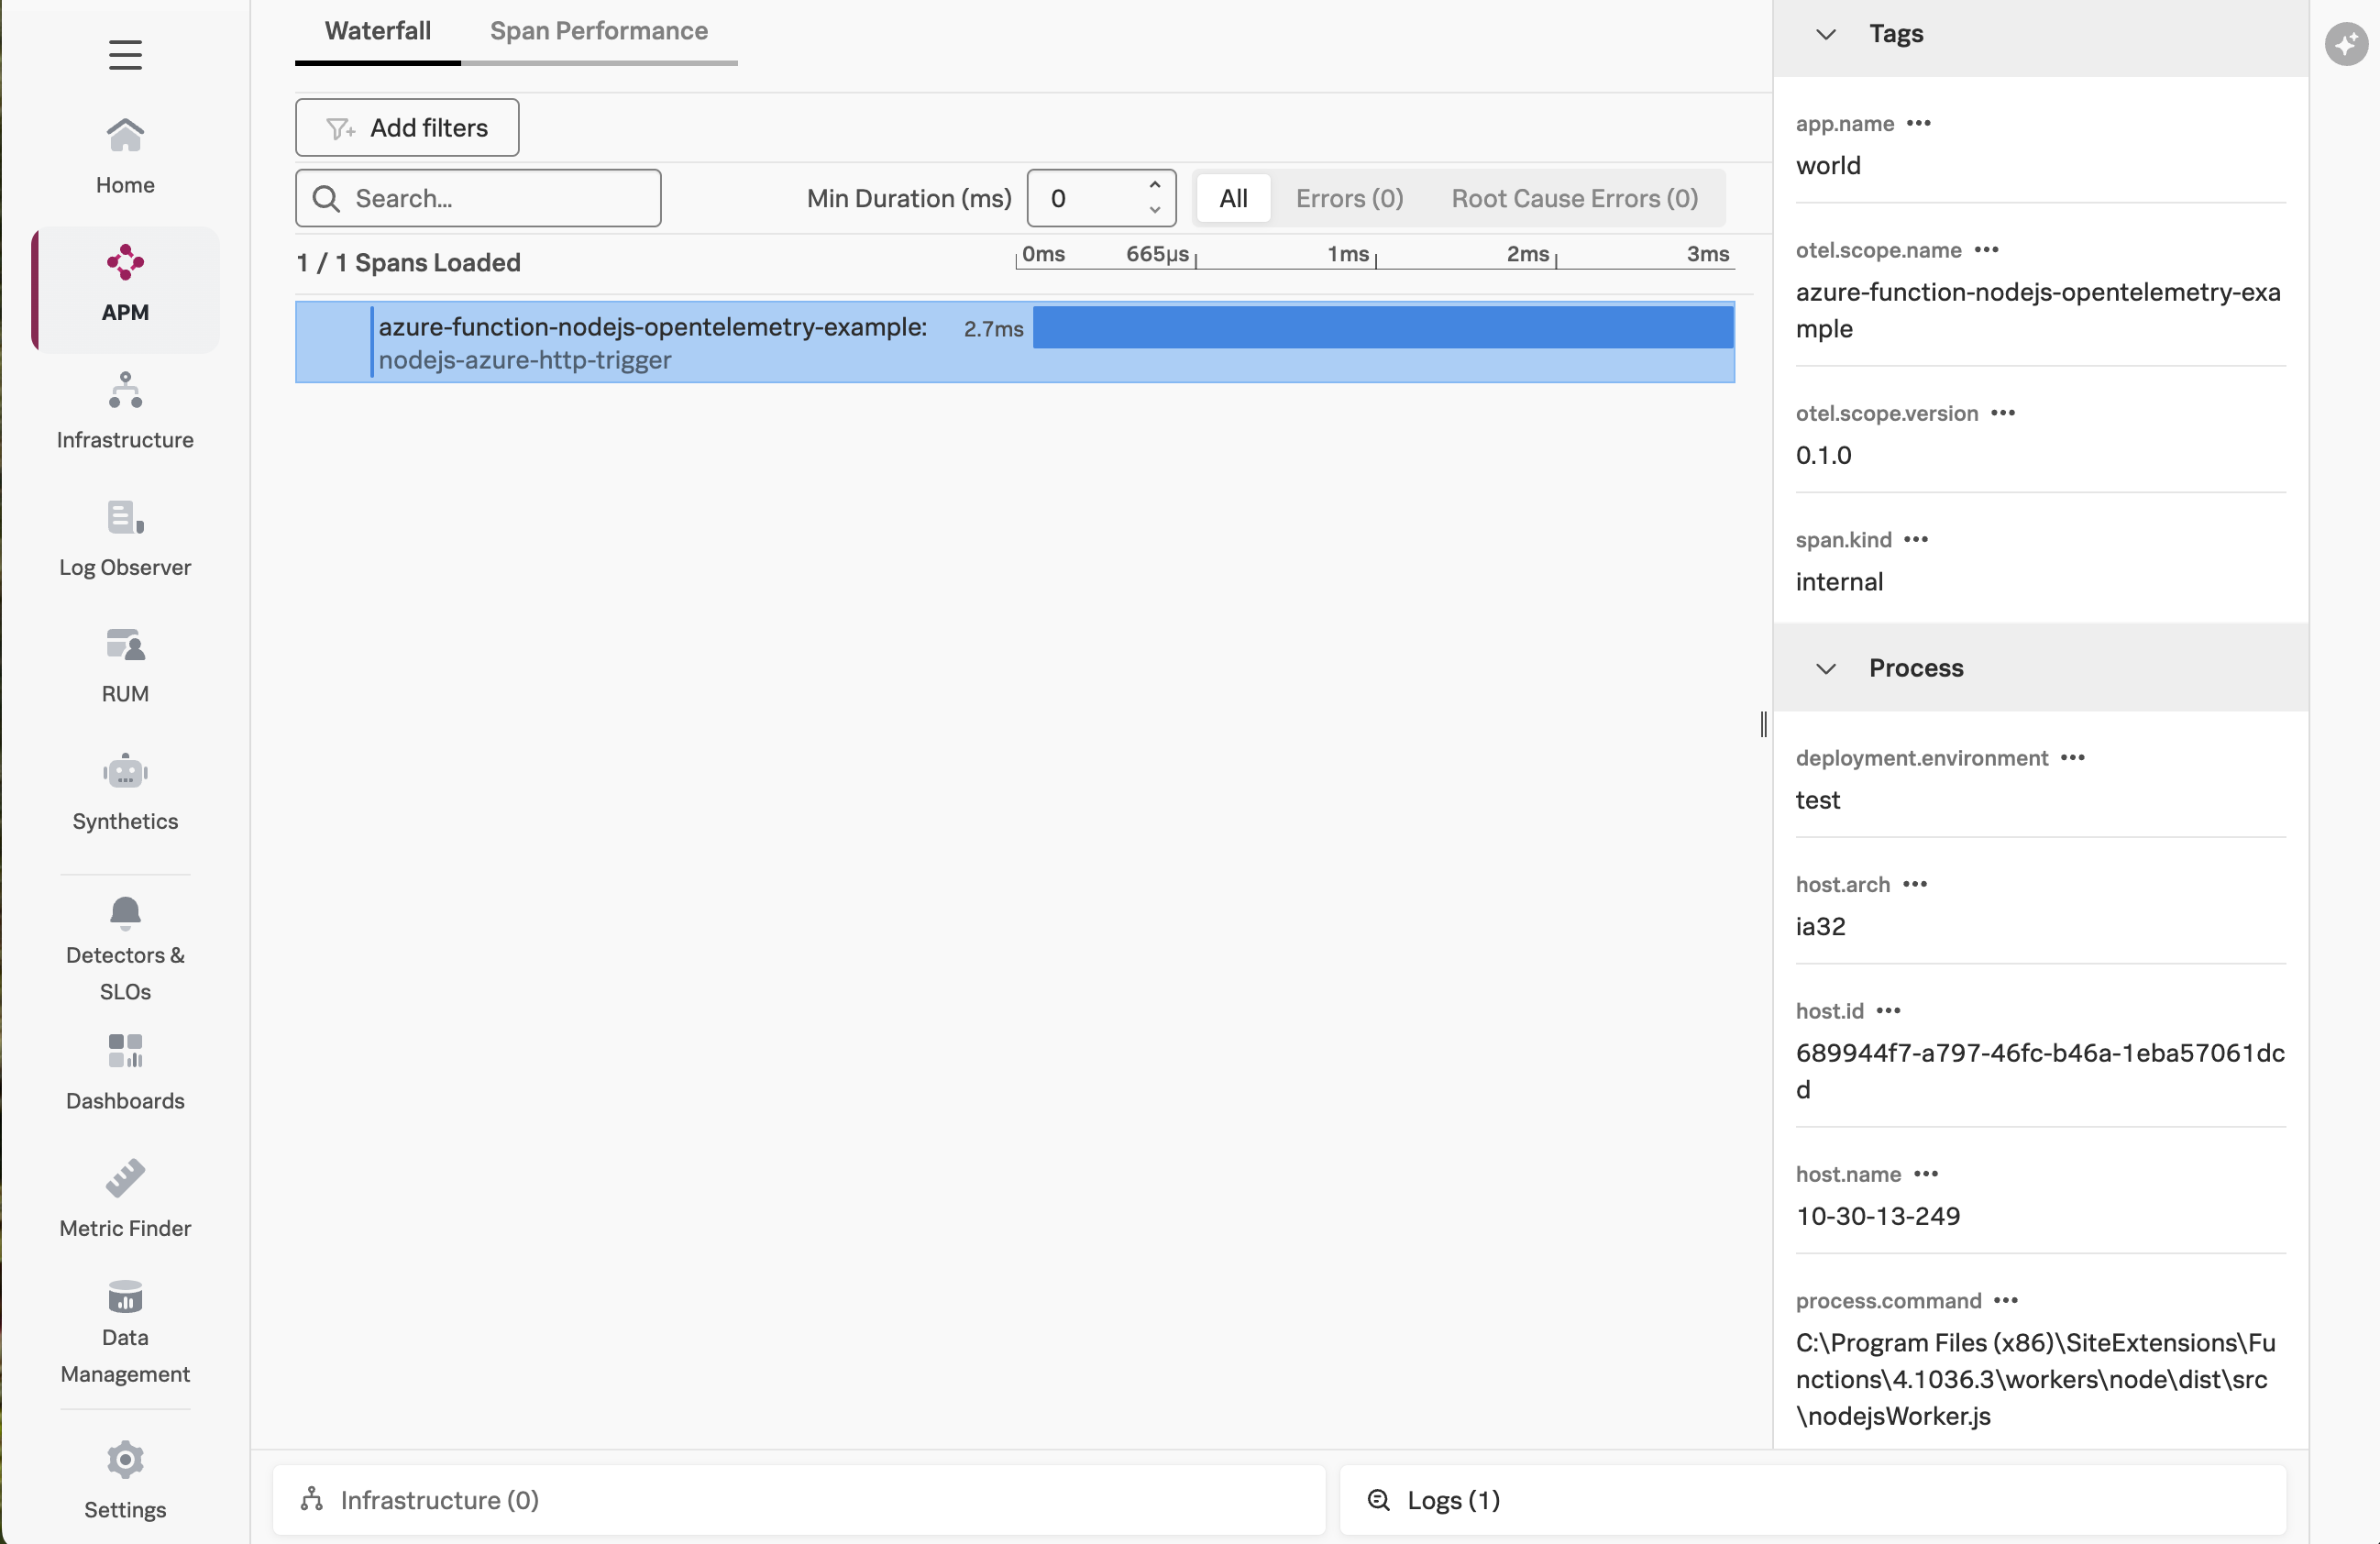 Home
APM
Infrastructure
Log Observer
RUM
Synthetics
Detectors &
SLOs
Dashboards
Metric Finder
Data
Management
Settings
Waterfall
Span Performance
Add filters
Search...
Min Duration (ms)
0
All
Errors (0)
Root Cause Errors (0)
1 / 1 Spans Loaded
0ms
665µs
1ms
2ms
3ms
azure-function-nodejs-opentelemetry-example:
2.7ms
nodejs-azure-http-trigger
Infrastructure (0)
Logs (1)
Tags
app.name •••
world
otel.scope.name •••
azure-function-nodejs-opentelemetry-exa
mple
otel.scope.version •••
0.1.0
span.kind •••
internal
Process
deployment.environment •••
test
host.arch •••
ia32
host.id •••
689944f7-a797-46fc-b46a-1eba57061dc
d
host.name •••
10-30-13-249
process.command •••
C:\Program Files (x86)\SiteExtensions\Fu
nctions\4.1036.3\workers\node\dist\src
\nodejsWorker.js